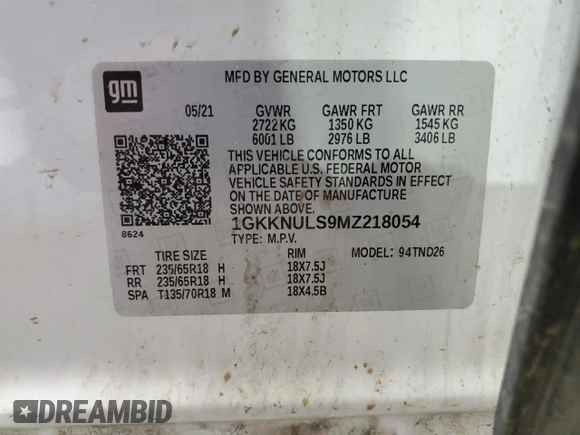 gm
MFD BY GENERAL MOTORS LLC
05/21 GVWR GAWR FRT GAWR RR
2722 KG 1350 KG 1545 KG
6001 LB 2976 LB 3406 LB
THIS VEHICLE CONFORMS TO ALL
APPLICABLE U.S. FEDERAL MOTOR
VEHICLE SAFETY STANDARDS IN EFFECT
ON THE DATE OF MANUFACTURE
SHOWN ABOVE.
8624 1GKKNULS9MZ218054
TYPE: M.P.V.
TIRE SIZE RIM MODEL: 94TND26
FRT 235/65R18 H 18X7.5J
RR 235/65R18 H 18X7.5J
SPA T135/70R18 M 18X4.5B
DREAMBID